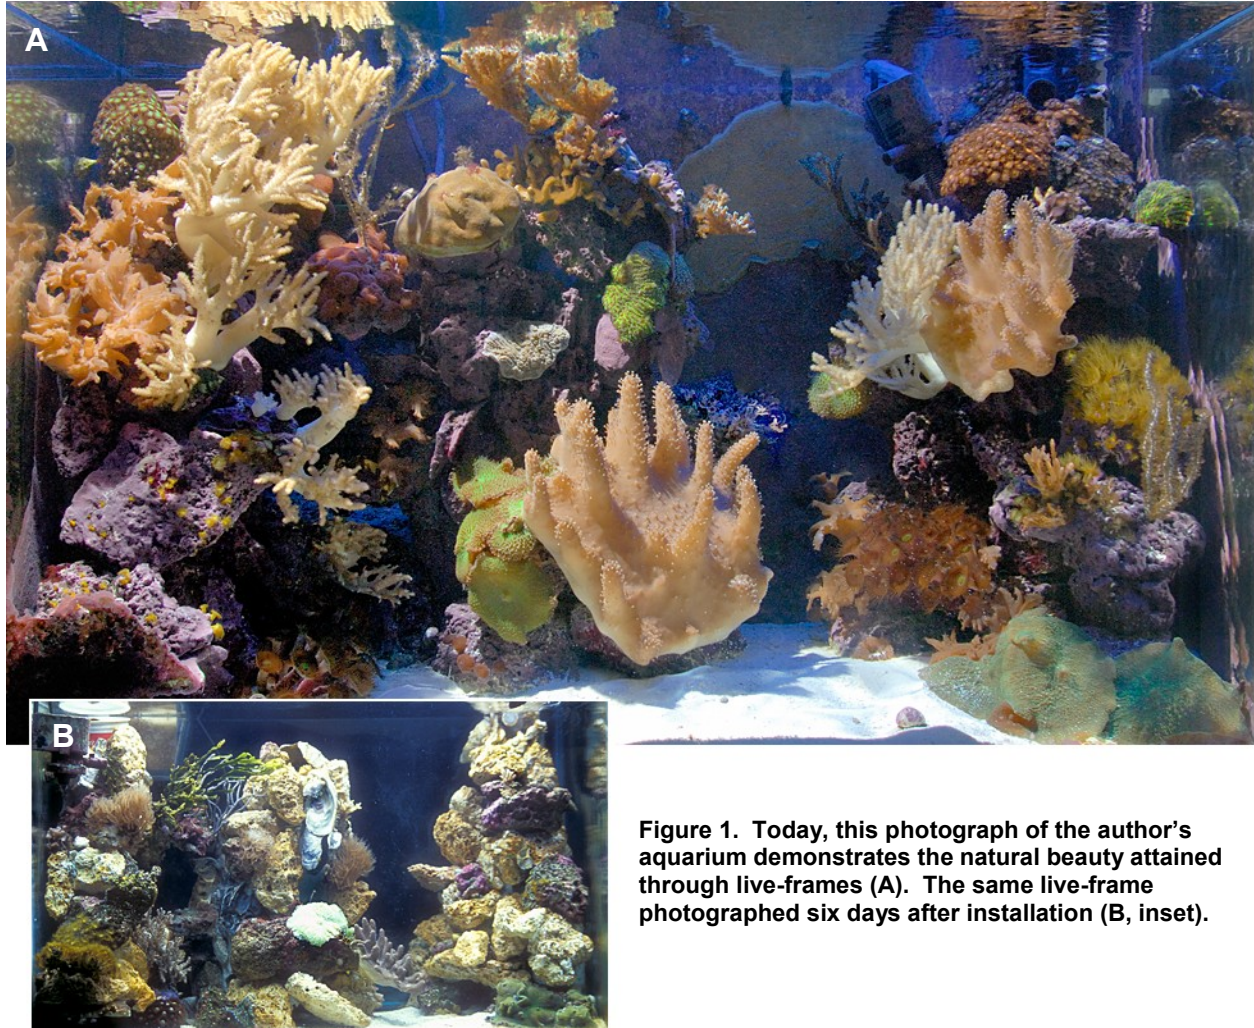 A
B
Figure 1.  Today, this photograph of the author’s
aquarium demonstrates the natural beauty attained
through live-frames (A).  The same live-frame
photographed six days after installation (B, inset).